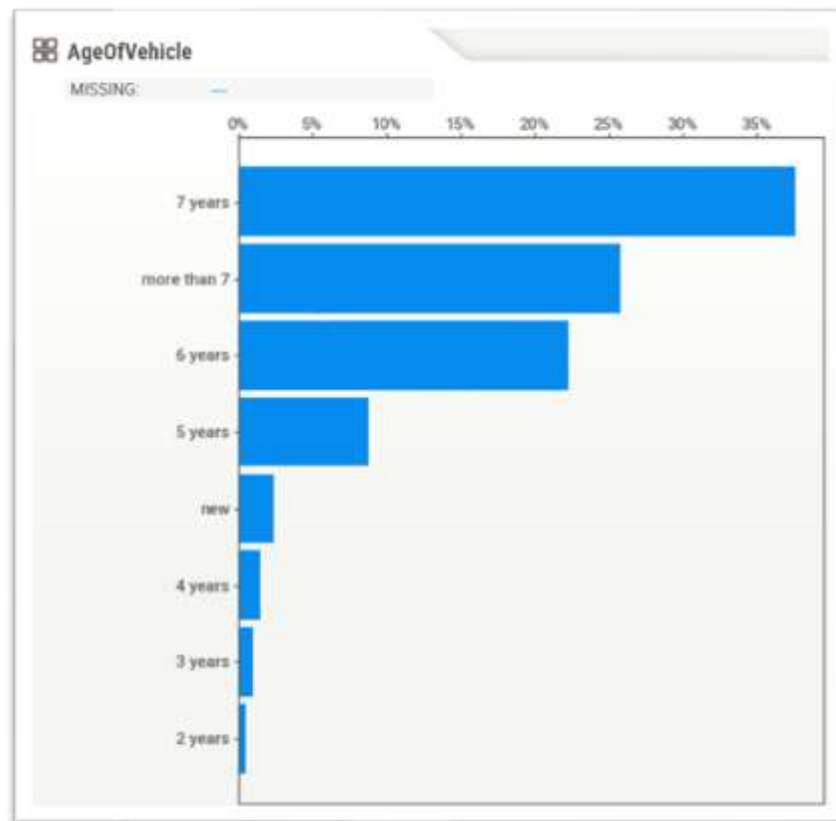 AgeOfVehicle
MISSING: —
0% 5% 10% 15% 20% 25% 30% 35%
7 years
more than 7
6 years
5 years
new
4 years
3 years
2 years